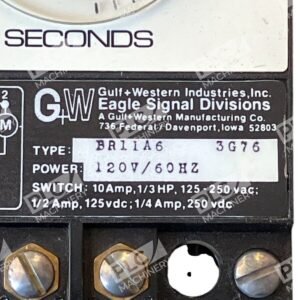 SECONDS
2
M
G+W
Gulf+Western Industries, Inc.
Eagle Signal Divisions
A Gulf+Western Manufacturing Co.
736 Federal/Davenport, Iowa 52803
TYPE: BR11A6 3G76
POWER: 120V/60HZ
SWITCH: 10Amp, 1/3 HP, 125-250 vac;
1/2 Amp, 125vdc; 1/4 Amp, 250 vdc